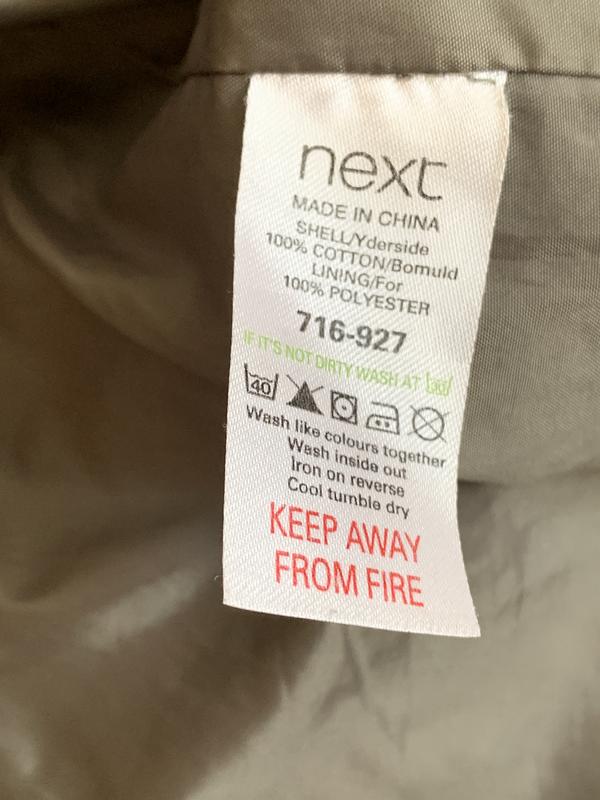 next
MADE IN CHINA
SHELL/Yderside
100% COTTON/Bomuld
LINING/For
100% POLYESTER
716-927
IF IT'S NOT DIRTY WASH AT 30
40
Wash like colours together
Wash inside out
Iron on reverse
Cool tumble dry
KEEP AWAY
FROM FIRE